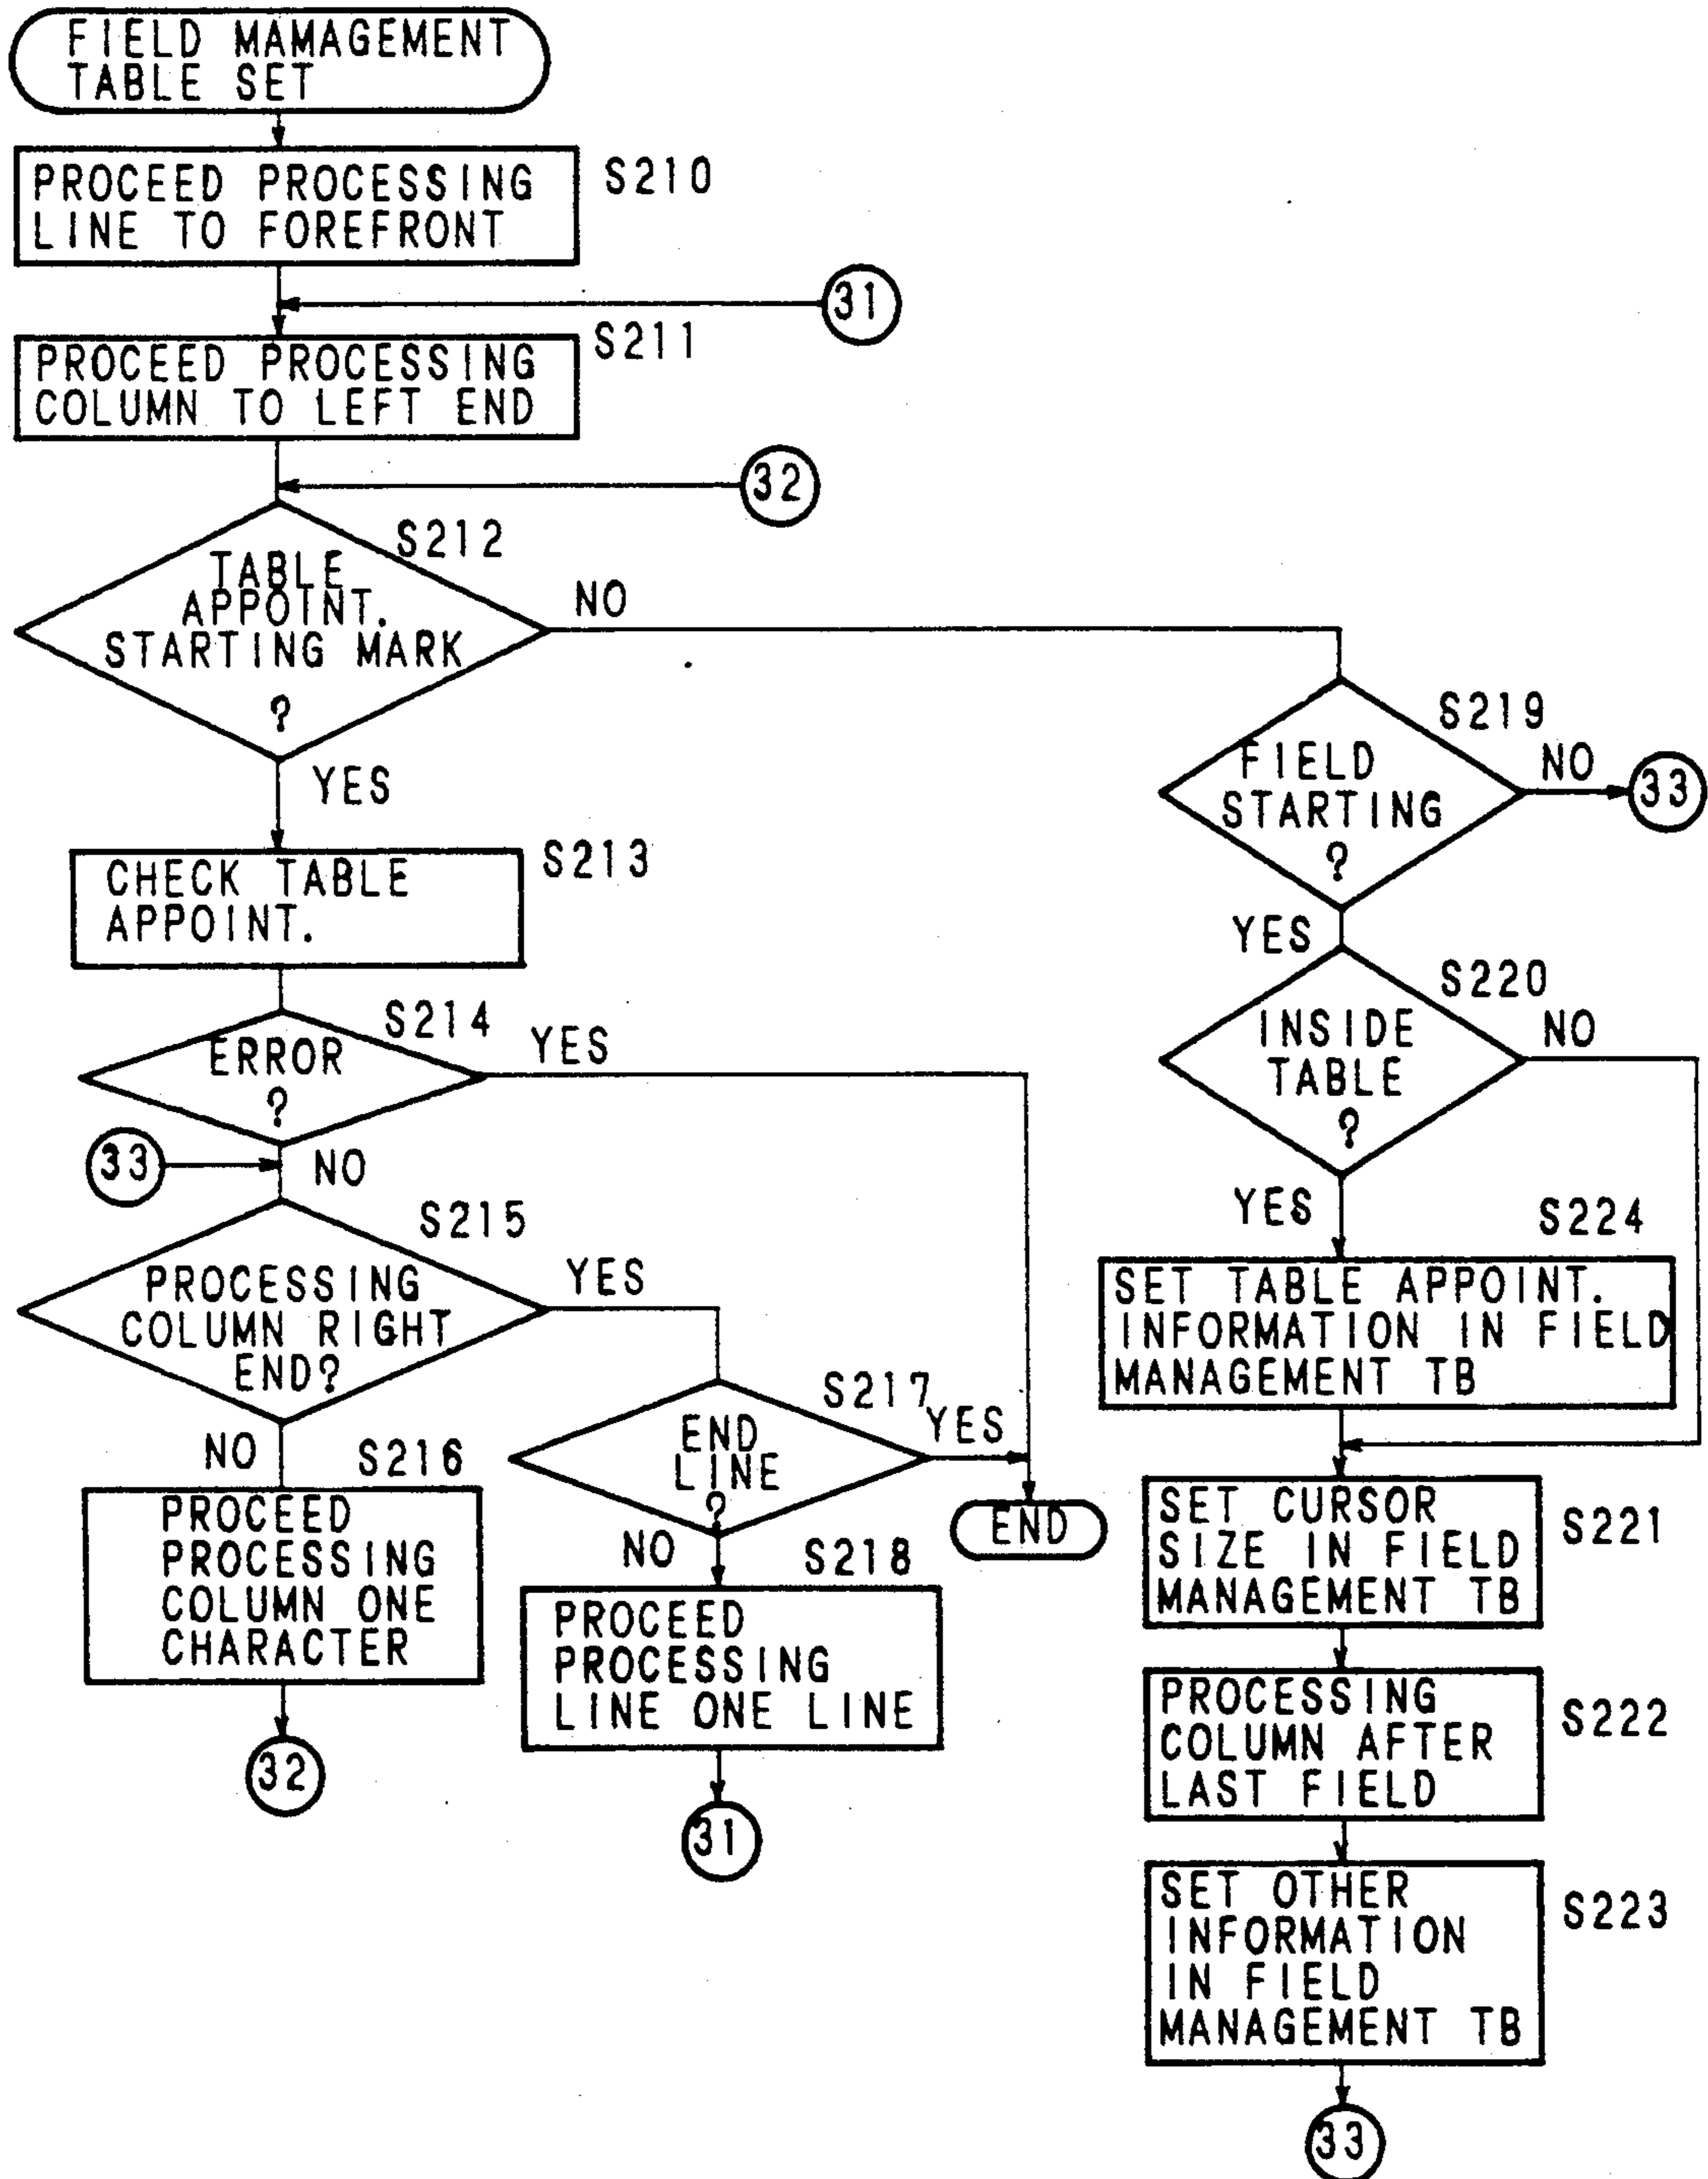 FIELD MAMAGEMENT
TABLE SET
PROCEED PROCESSING
LINE TO FOREFRONT
S210
31
S211
PROCEED PROCESSING
COLUMN TO LEFT END
32
S212
TABLE
APPOINT.
STARTING MARK
?
NO
YES
S213
CHECK TABLE
APPOINT.
S214
ERROR
?
YES
33
NO
S215
PROCESSING
COLUMN RIGHT
END?
YES
NO
S216
PROCEED
PROCESSING
COLUMN ONE
CHARACTER
32
S217
END
LINE
?
YES
END
NO
S218
PROCEED
PROCESSING
LINE ONE LINE
31
S219
FIELD
STARTING
?
NO
33
YES
S220
INSIDE
TABLE
?
NO
YES
S224
SET TABLE APPOINT.
INFORMATION IN FIELD
MANAGEMENT TB
SET CURSOR
SIZE IN FIELD
MANAGEMENT TB
S221
PROCESSING
COLUMN AFTER
LAST FIELD
S222
SET OTHER
INFORMATION
IN FIELD
MANAGEMENT TB
S223
33